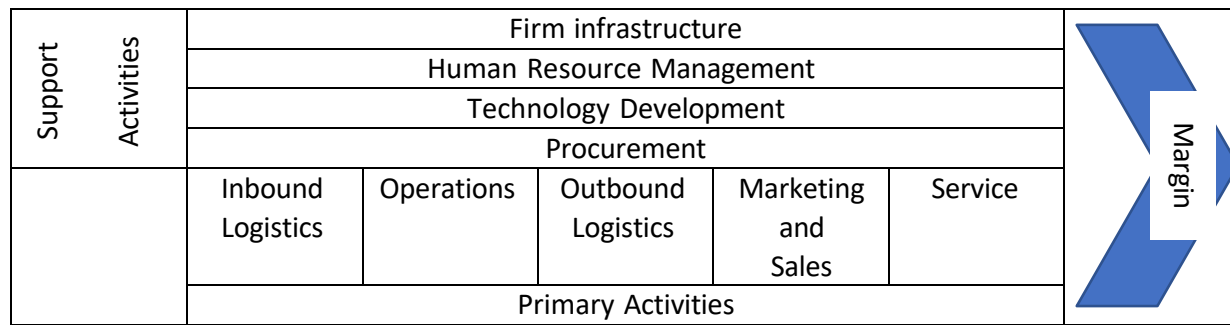 Support
Activities
Firm infrastructure
Human Resource Management
Technology Development
Procurement
Inbound
Logistics
Operations
Outbound
Logistics
Marketing
and
Sales
Service
Primary Activities
Margin